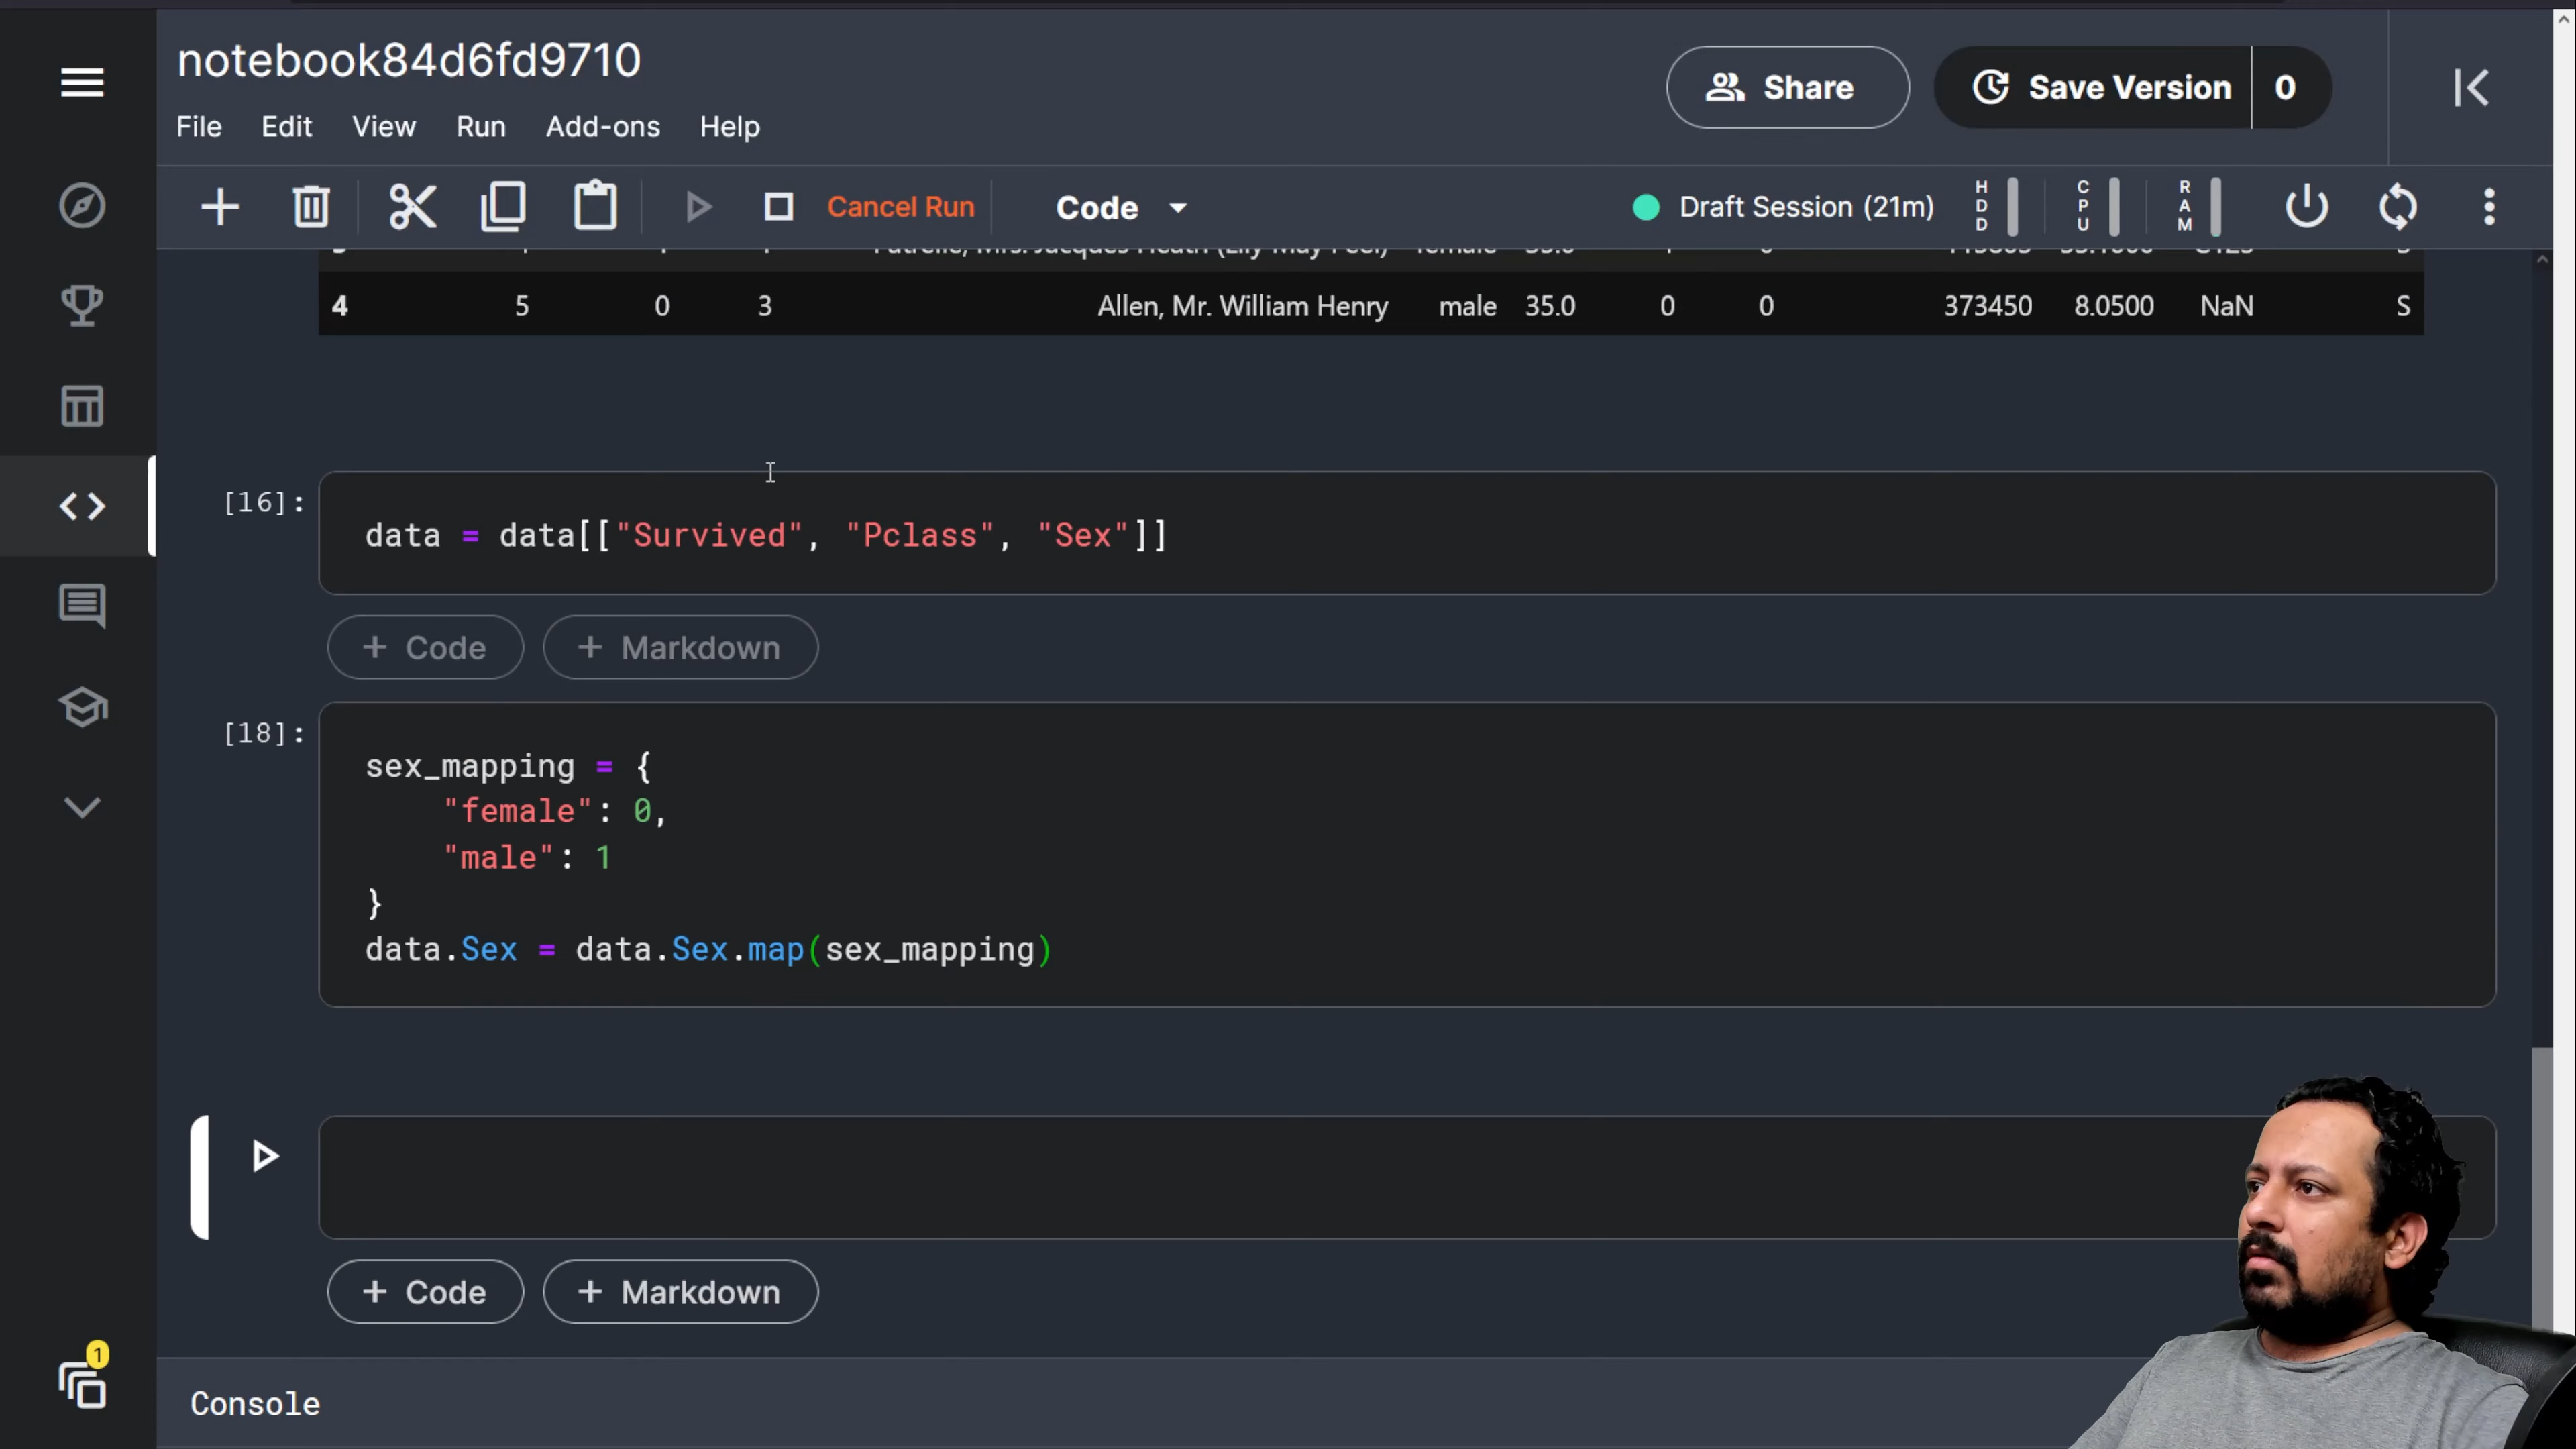 notebook84d6fd9710
Share
Save Version 0
File Edit View Run Add-ons Help
Cancel Run Code Draft Session (21m) HDD CPU RAM
4 5 0 3 Allen, Mr. William Henry male 35.0 0 0 373450 8.0500 NaN S
[16]:
data = data[["Survived", "Pclass", "Sex"]]
+ Code + Markdown
[18]:
sex_mapping = {
"female": 0,
"male": 1
}
data.Sex = data.Sex.map(sex_mapping)
+ Code + Markdown
1
Console